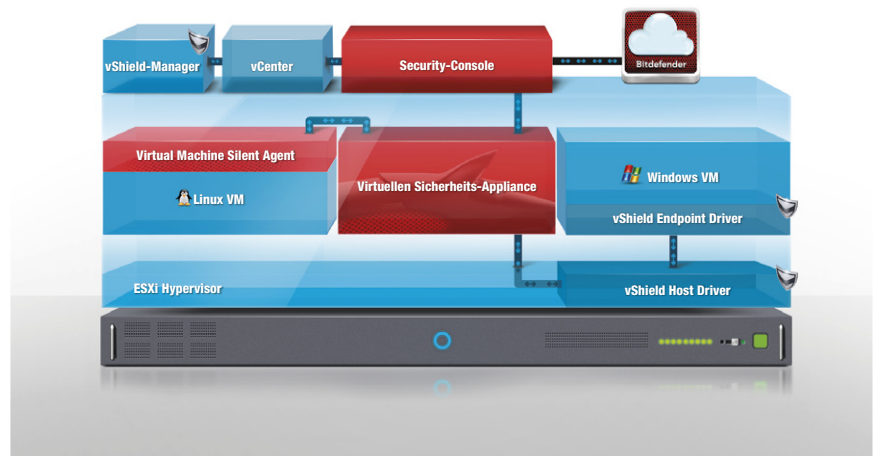 vShield-Manager
vCenter
Security-Console
Bitdefender
Virtual Machine Silent Agent
Linux VM
Virtuellen Sicherheits-Appliance
Windows VM
vShield Endpoint Driver
ESXi Hypervisor
vShield Host Driver